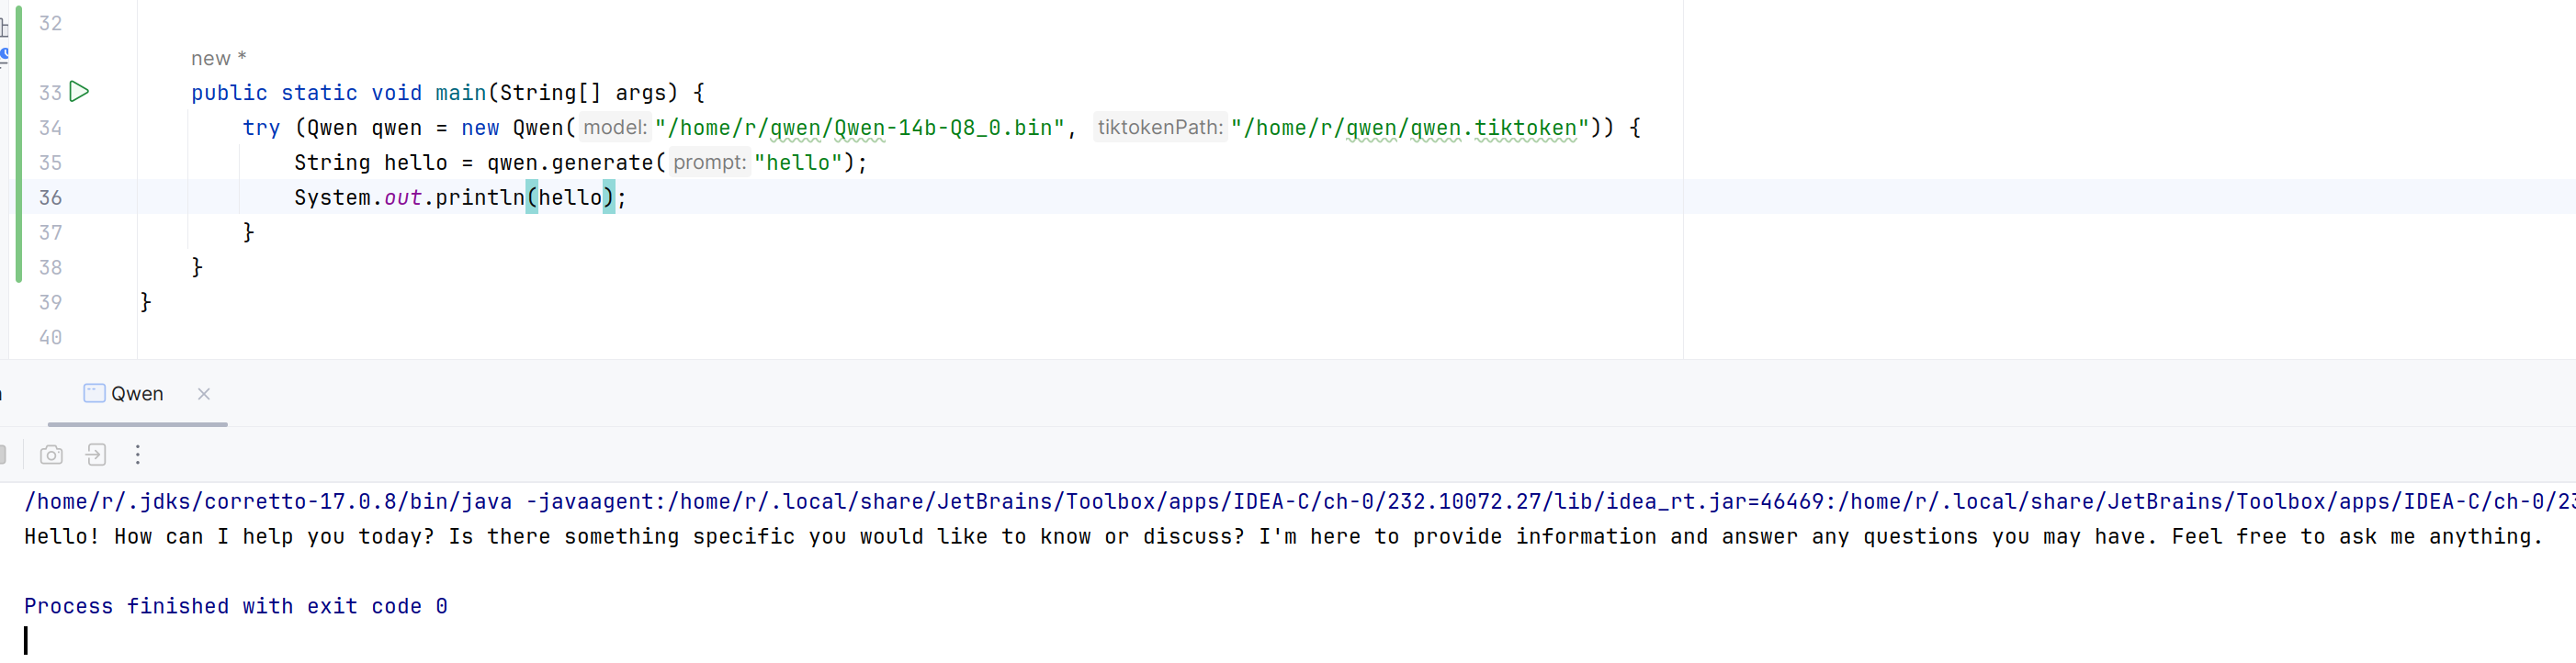 32
new *
33 public static void main(String[] args) {
34 try (Qwen qwen = new Qwen( model: "/home/r/qwen/Qwen-14b-Q8_0.bin", tiktokenPath: "/home/r/qwen/qwen.tiktoken")) {
35 String hello = qwen.generate( prompt: "hello");
36 System.out.println(hello);
37 }
38 }
39 }
40
Qwen
/home/r/.jdks/corretto-17.0.8/bin/java -javaagent:/home/r/.local/share/JetBrains/Toolbox/apps/IDEA-C/ch-0/232.10072.27/lib/idea_rt.jar=46469:/home/r/.local/share/JetBrains/Toolbox/apps/IDEA-C/ch-0/23
Hello! How can I help you today? Is there something specific you would like to know or discuss? I'm here to provide information and answer any questions you may have. Feel free to ask me anything.
Process finished with exit code 0